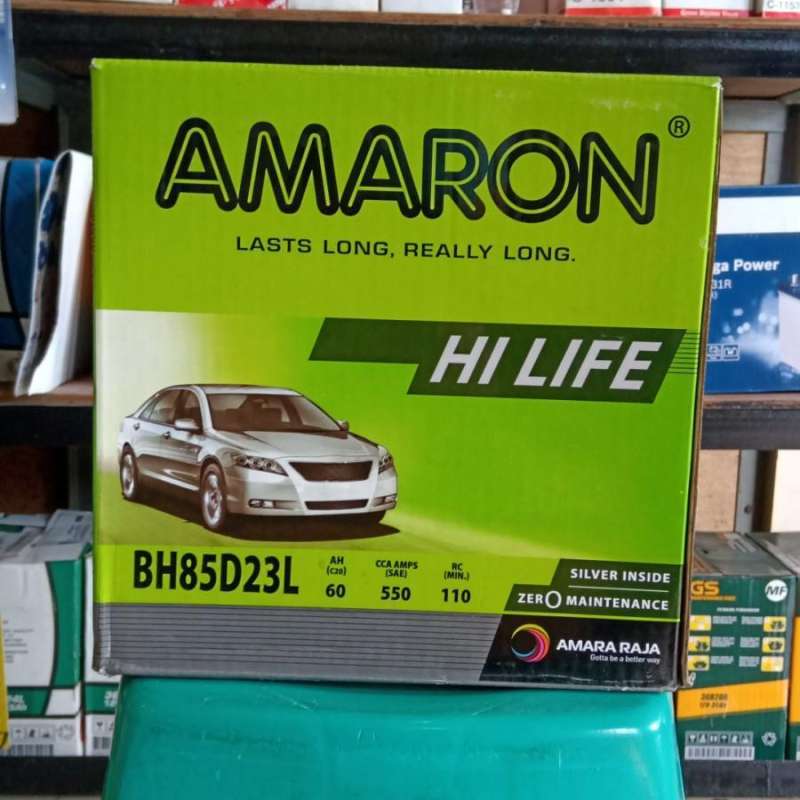 AMARON®
LASTS LONG, REALLY LONG.
HI LIFE
BH85D23L
AH
(C20)
60
CCA AMPS
(SAE)
550
RC
(MIN.)
110
SILVER INSIDE
ZERO MAINTENANCE
AMARA RAJA
Gotta be a better way
Power
31R
GS
MF